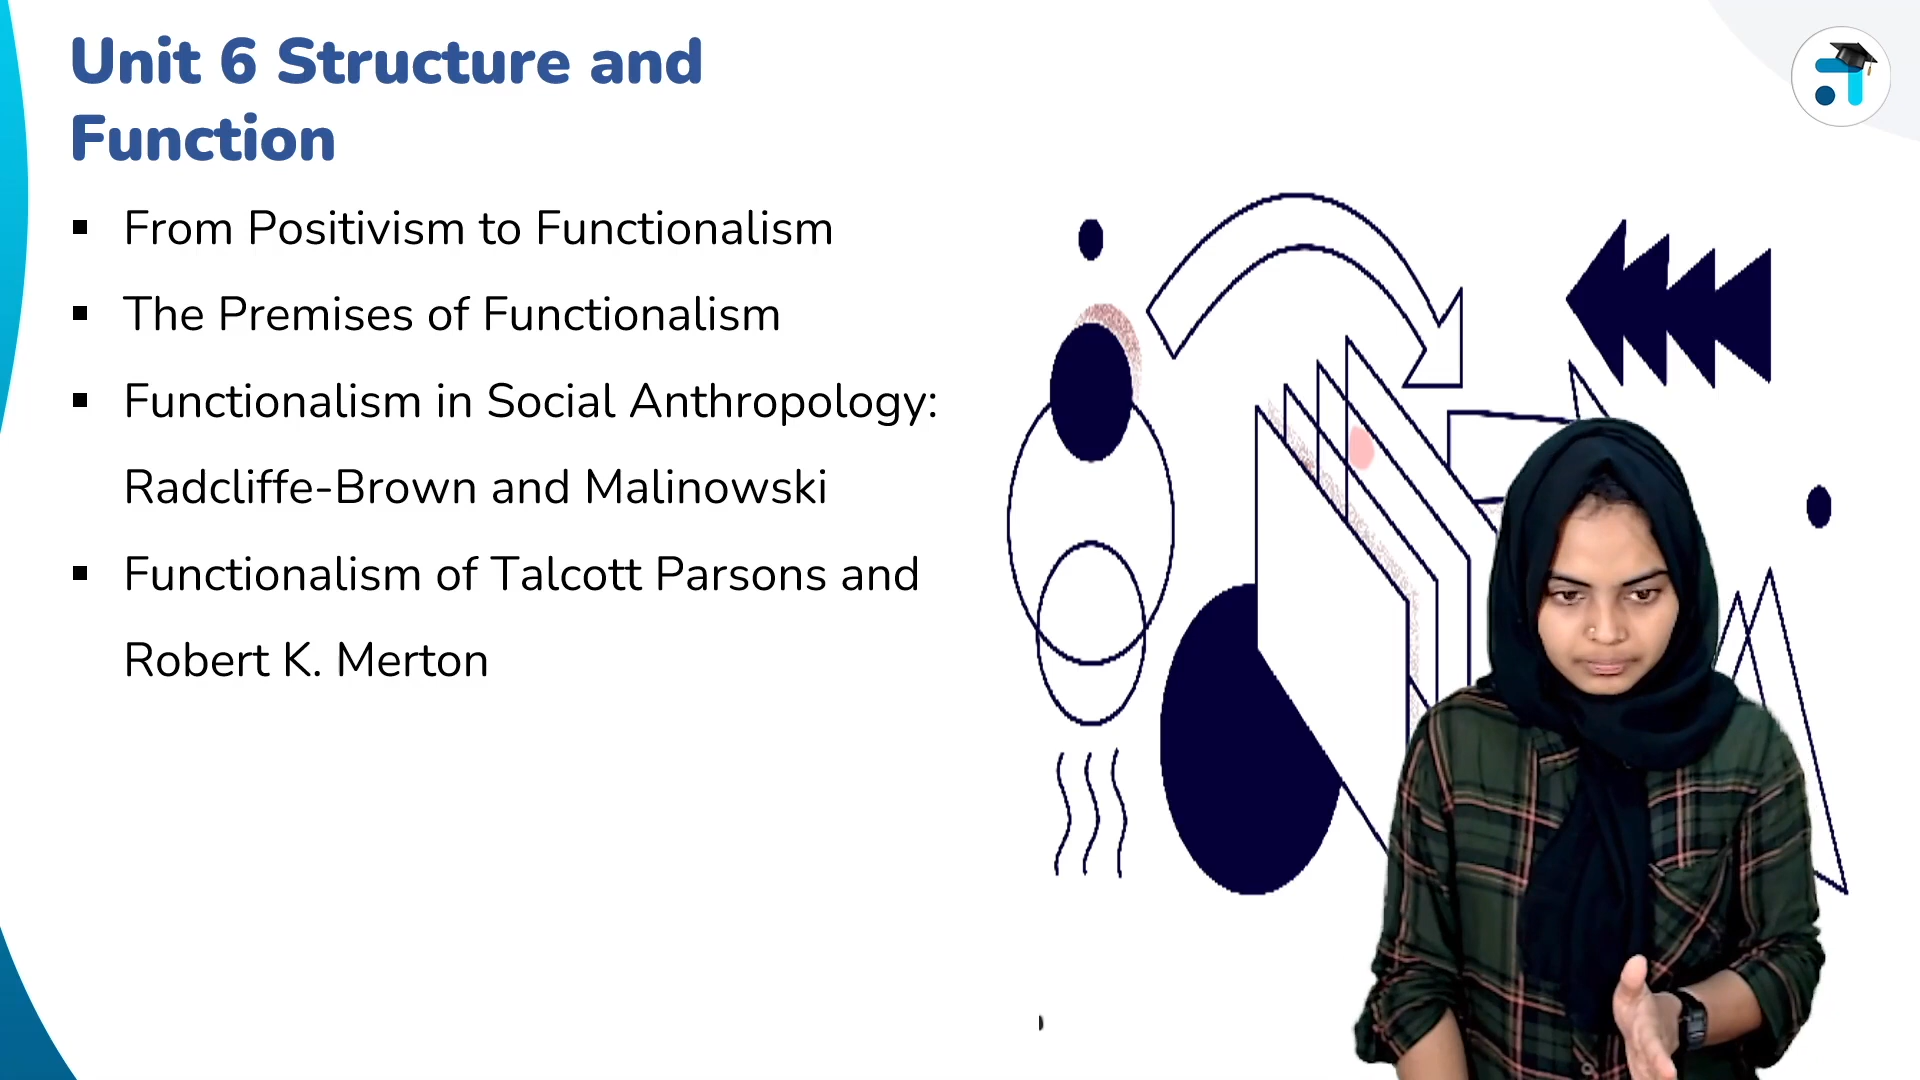 Unit 6 Structure and
Function
▪ From Positivism to Functionalism
▪ The Premises of Functionalism
▪ Functionalism in Social Anthropology:
Radcliffe-Brown and Malinowski
▪ Functionalism of Talcott Parsons and
Robert K. Merton